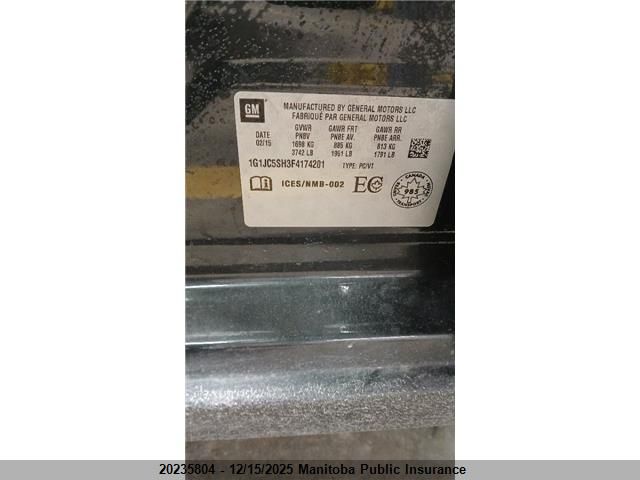 GM
MANUFACTURED BY GENERAL MOTORS LLC
FABRIQUÉ PAR GENERAL MOTORS LLC
DATE GVWR GAWR FRT GAWR RR
PNBV PNBE AV. PNBE ARR.
02/15 1698 KG 885 KG 813 KG
3742 LB 1951 LB 1791 LB
1G1JC5SH3F4174201 TYPE: PC/VT
ICES/NMB-002 EC
CANADA
985
TRANSPORT
20235804 - 12/15/2025 Manitoba Public Insurance